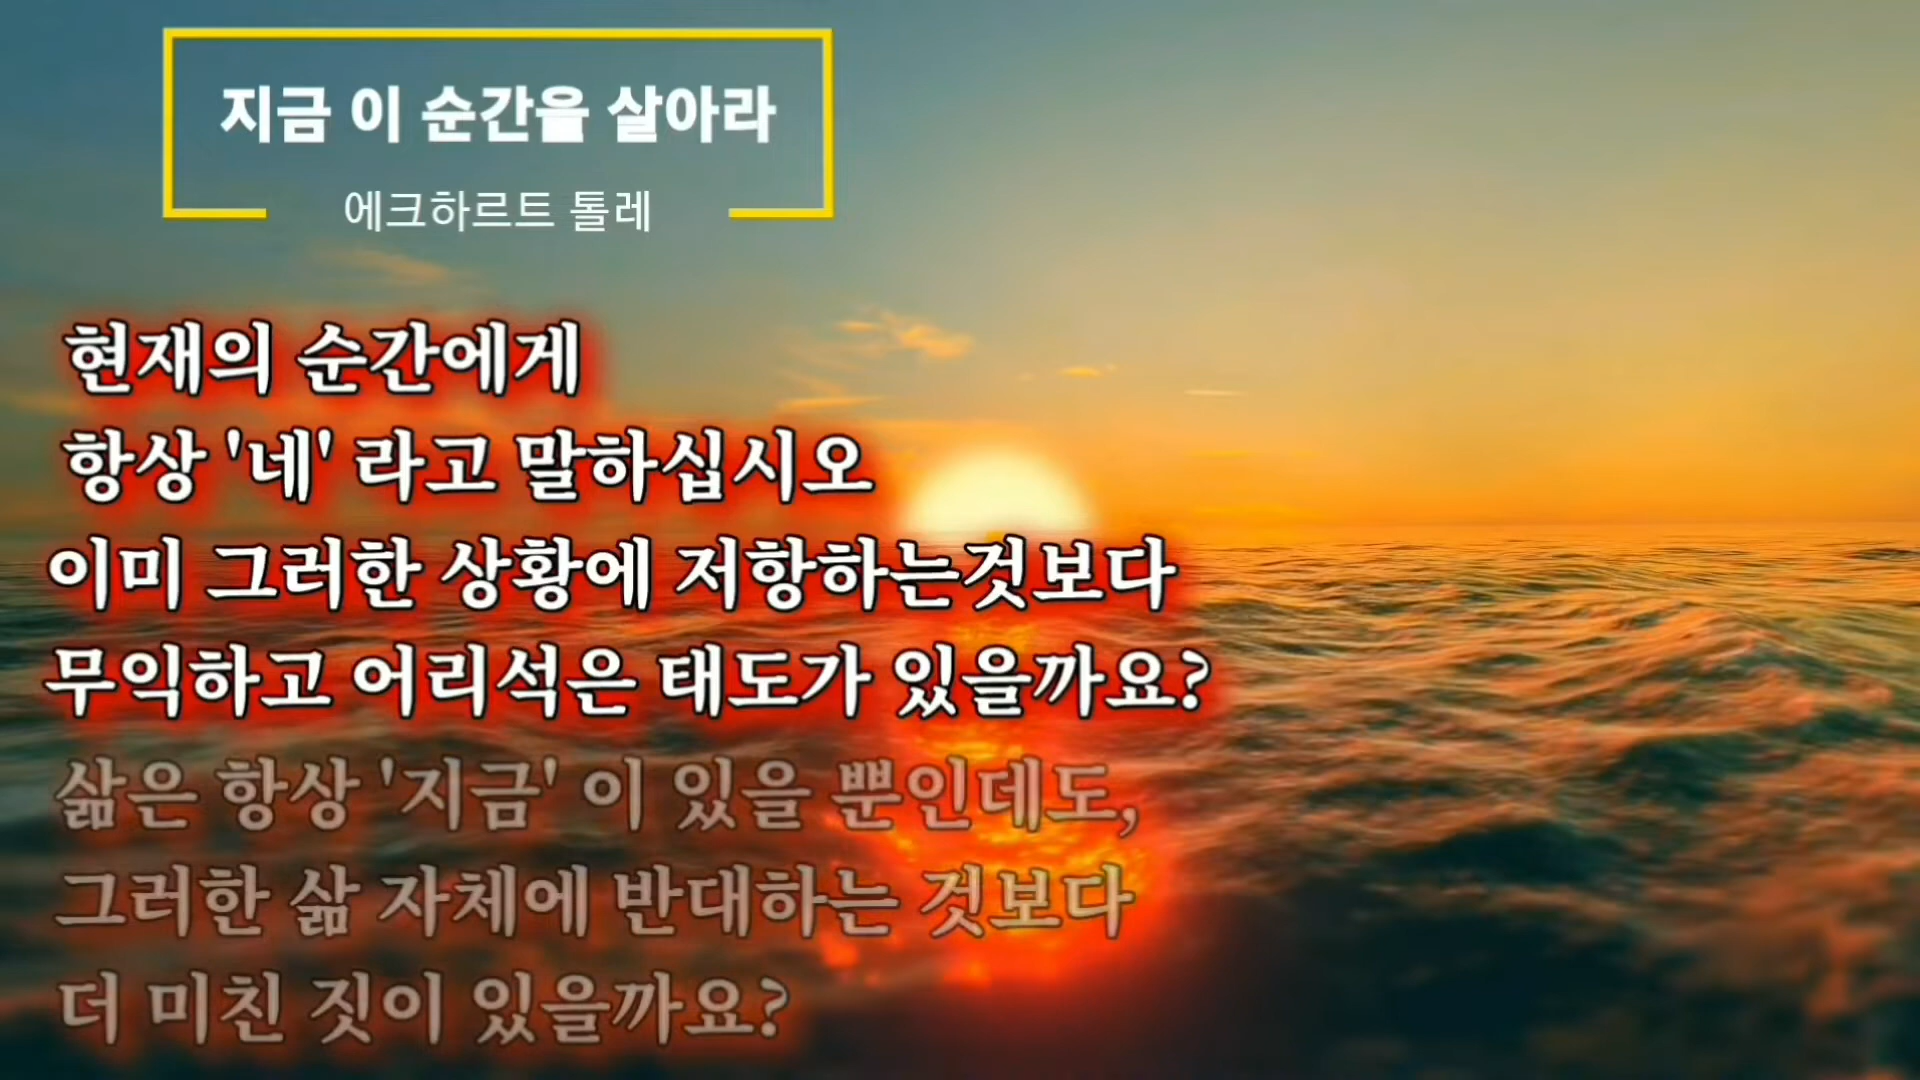 지금 이 순간을 살아라
에크하르트 톨레
현재의 순간에게
항상 '네' 라고 말하십시오
이미 그러한 상황에 저항하는것보다
무익하고 어리석은 태도가 있을까요?
삶은 항상 '지금' 이 있을 뿐인데도,
그러한 삶 자체에 반대하는 것보다
더 미친 짓이 있을까요?